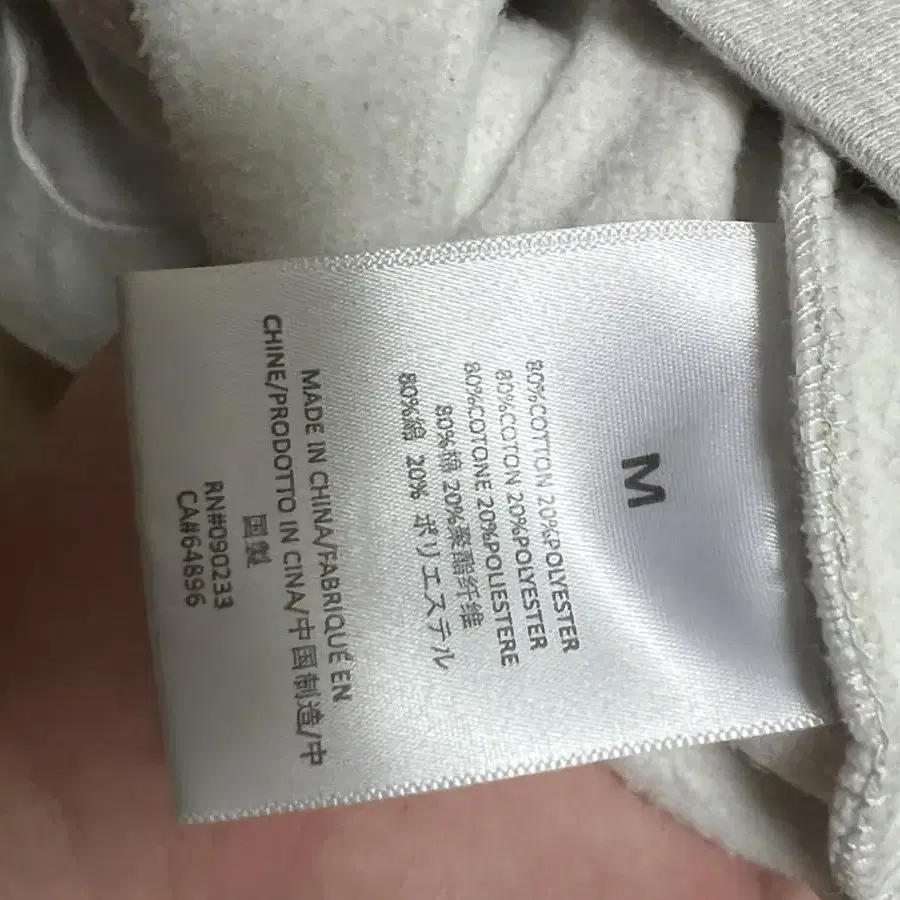 M
80%COTTON 20%POLYESTER
80%COTON 20%POLYESTER
80%COTONE 20%POLIESTERE
80%棉 20%聚酯纤维
80%綿 20% ポリエステル
MADE IN CHINA/FABRIQUÉ EN
CHINE/PRODOTTO IN CINA/中国制造/中
国製
RN#090233
CA#64896